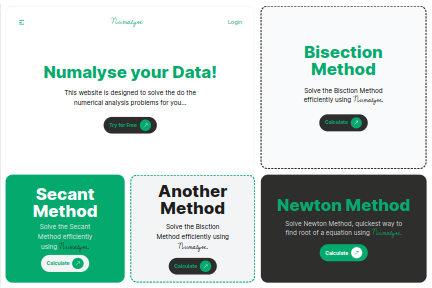 Numalyse
Login
Numalyse your Data!
This website is designed to solve the do the
numerical analysis problems for you...
Try for Free
Bisection
Method
Solve the Bisction Method
efficiently using Numalyse.
Calculate
Secant
Method
Solve the Secant
Method efficiently
using Numalyse.
Calculate
Another
Method
Solve the Bisction
Method efficiently using
Numalyse.
Calculate
Newton Method
Solve Newton Method, quickest way to
find root of a equation using Numalyse.
Calculate